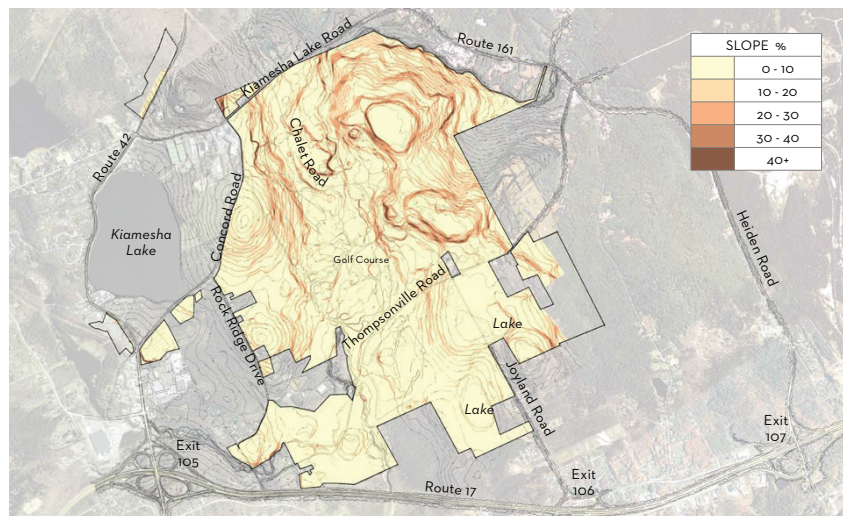 SLOPE %
0 - 10
10 - 20
20 - 30
30 - 40
40+
Kiamesha Lake Road
Route 161
Route 42
Chalet Road
Concord Road
Kiamesha
Lake
Golf Course
Heiden Road
Thompsonville Road
Rock Ridge Drive
Lake
Joyland Road
Lake
Exit
105
Exit
106
Exit
107
Route 17